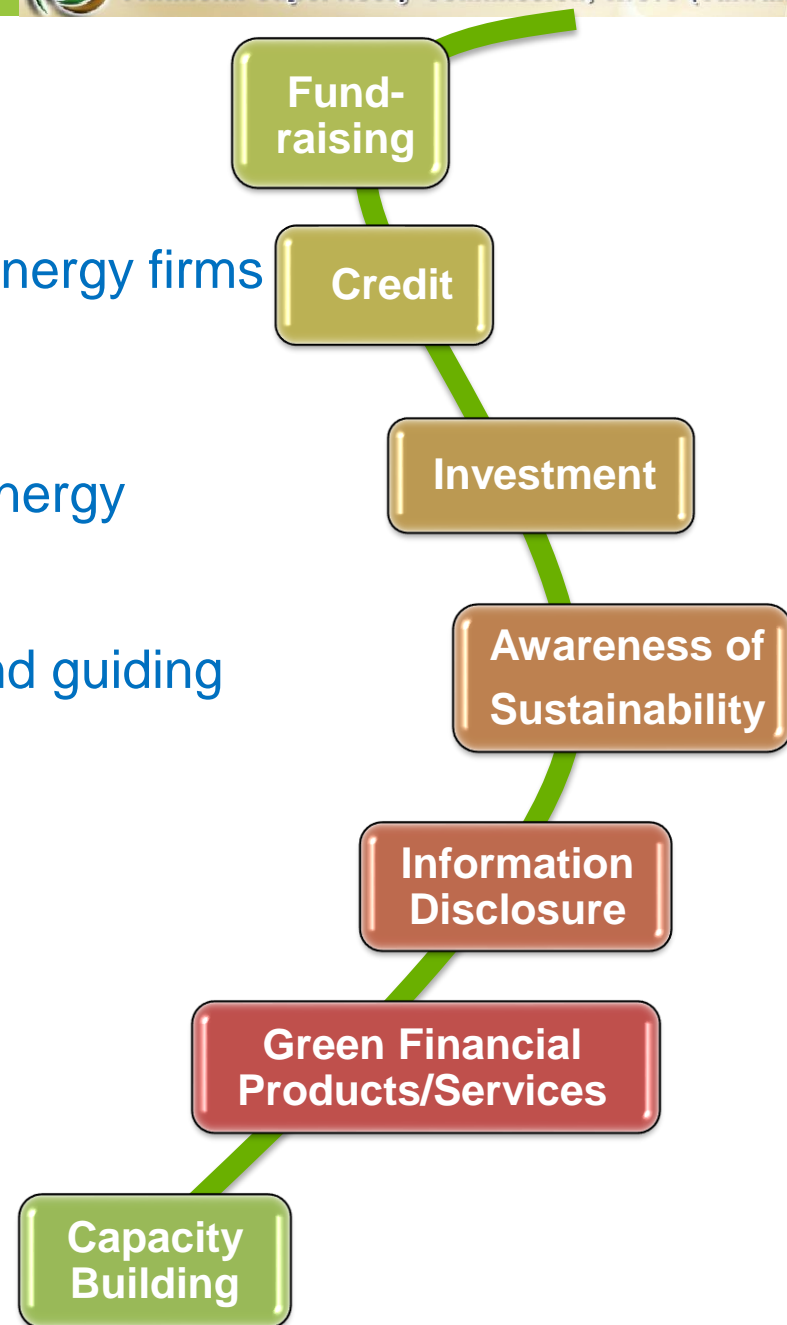 Fund-
raising
nergy firms
Credit
Investment
nergy
Awareness of
Sustainability
nd guiding
Information
Disclosure
Green Financial
Products/Services
Capacity
Building